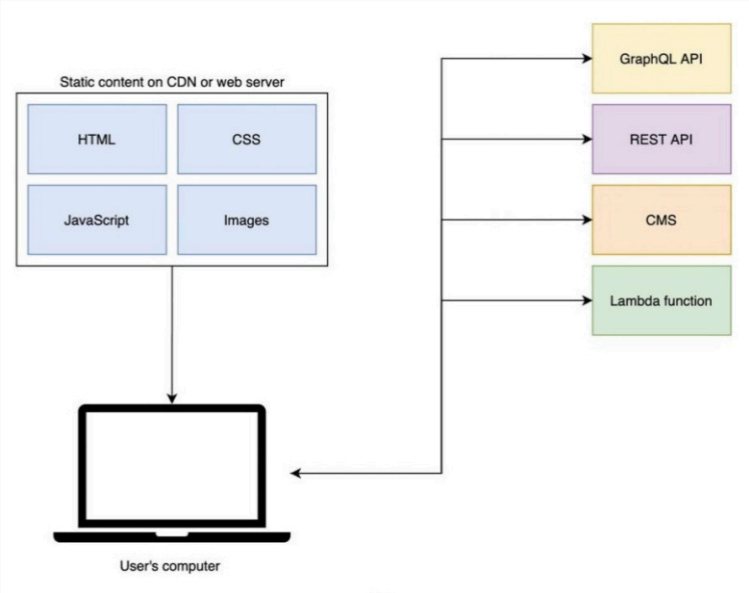 Static content on CDN or web server
HTML
CSS
JavaScript
Images
GraphQL API
REST API
CMS
Lambda function
User's computer